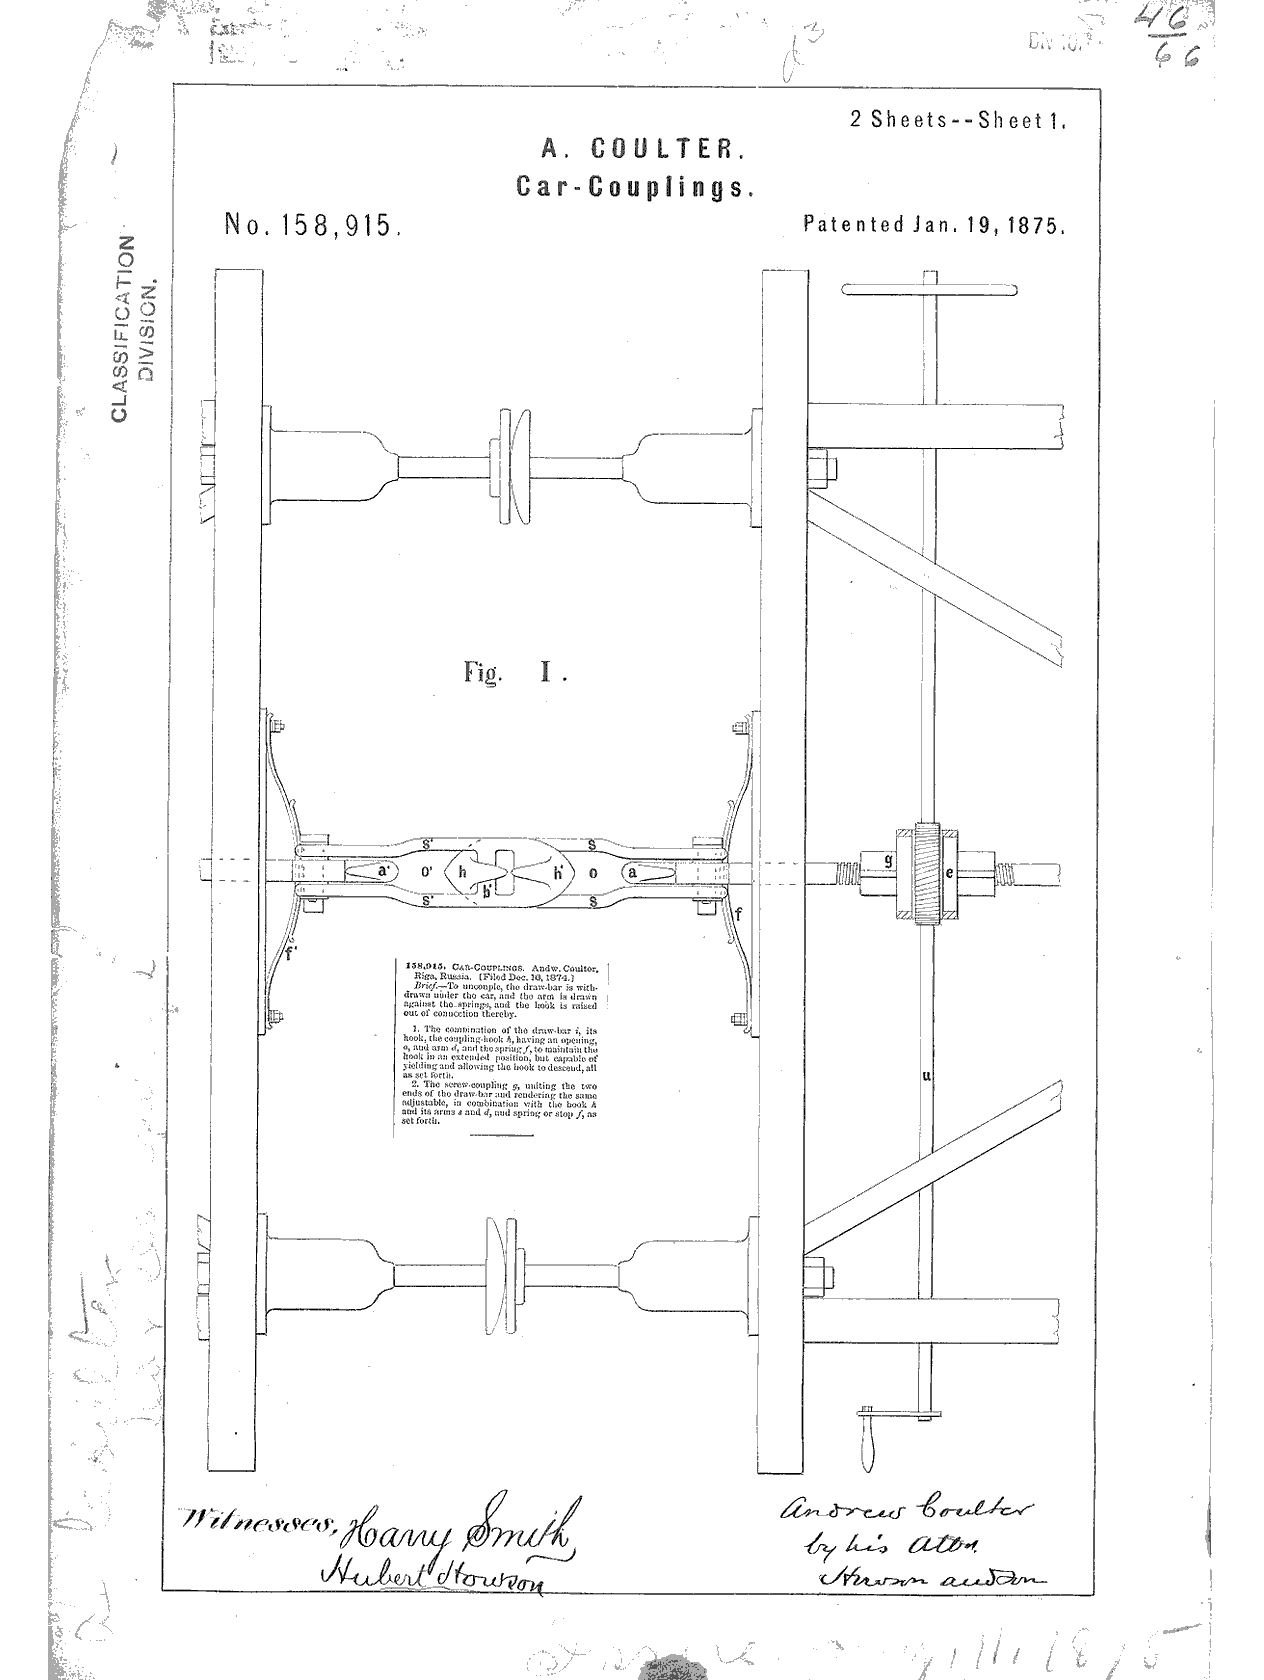 46
66
2 Sheets--Sheet 1.
A. COULTER.
Car-Couplings.
No. 158,915.
Patented Jan. 19, 1875.
CLASSIFICATION
DIVISION.
Fig. I.
g
e
s'
s
a'
o'
h
h'
o
a
b'
s'
s
f
f'
158,915. CAR-COUPLINGS. Andw. Coulter,
Riga, Russia. [Filed Dec. 16, 1874.]
Brief.—To uncouple, the draw-bar is with-
drawn under the car, and the arm is drawn
against the springs, and the hook is raised
out of connection thereby.
1. The combination of the draw-bar i, its
hook, the coupling-hook A, having an opening,
o, and arm d, and the spring f, to maintain the
hook in an extended position, but capable of
yielding and allowing the hook to descend, all
as set forth.
2. The screw-coupling g, uniting the two
ends of the draw-bar and rendering the same
adjustable, in combination with the hook A
and its arms s and d, and spring or stop f, as
set forth.
u
Witnesses, Harry Smith
Hubert Howson
Andrew Coulter
by his Attn.
Howson and Son